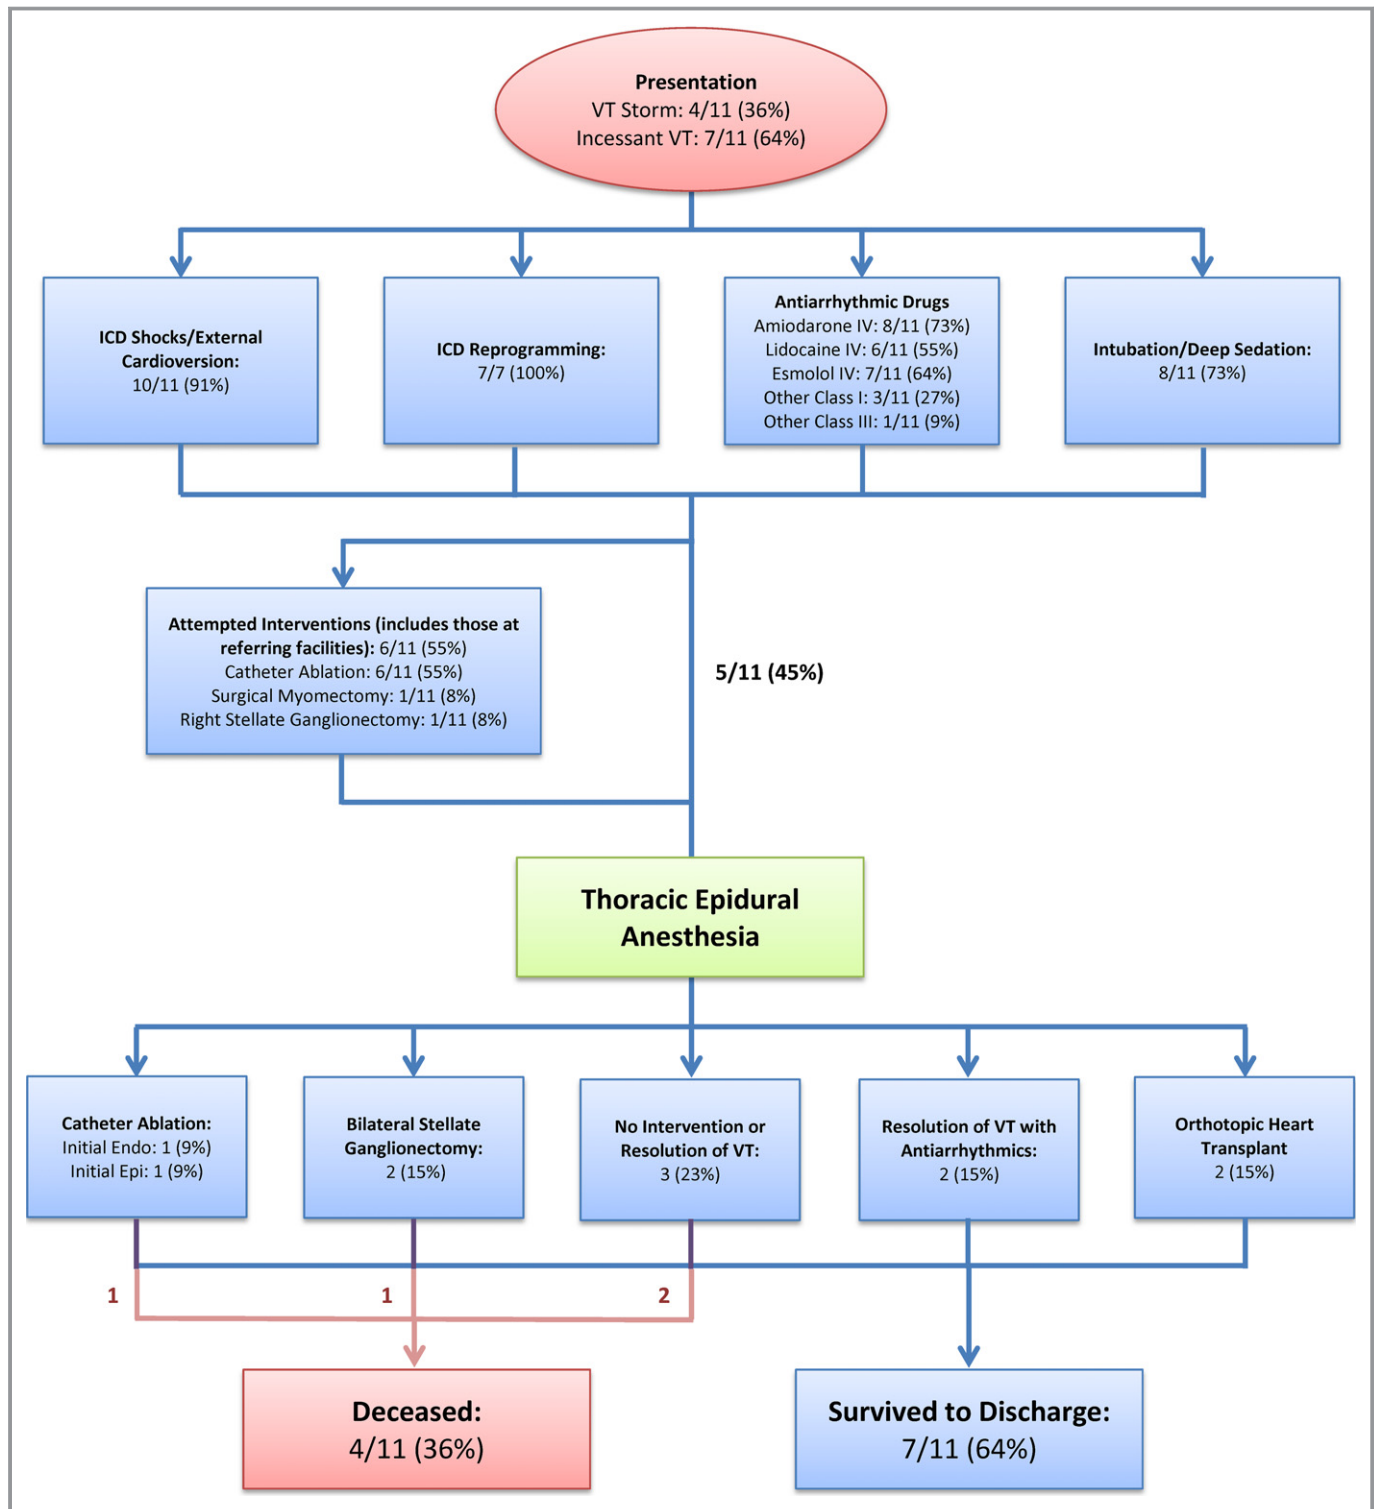 Presentation
VT Storm: 4/11 (36%)
Incessant VT: 7/11 (64%)
ICD Shocks/External
Cardioversion:
10/11 (91%)
ICD Reprogramming:
7/7 (100%)
Antiarrhythmic Drugs
Amiodarone IV: 8/11 (73%)
Lidocaine IV: 6/11 (55%)
Esmolol IV: 7/11 (64%)
Other Class I: 3/11 (27%)
Other Class III: 1/11 (9%)
Intubation/Deep Sedation:
8/11 (73%)
Attempted Interventions (includes those at
referring facilities): 6/11 (55%)
Catheter Ablation: 6/11 (55%)
Surgical Myomectomy: 1/11 (8%)
Right Stellate Ganglionectomy: 1/11 (8%)
5/11 (45%)
Thoracic Epidural
Anesthesia
Catheter Ablation:
Initial Endo: 1 (9%)
Initial Epi: 1 (9%)
Bilateral Stellate
Ganglionectomy:
2 (15%)
No Intervention or
Resolution of VT:
3 (23%)
Resolution of VT with
Antiarrhythmics:
2 (15%)
Orthotopic Heart
Transplant
2 (15%)
1
1
2
Deceased:
4/11 (36%)
Survived to Discharge:
7/11 (64%)